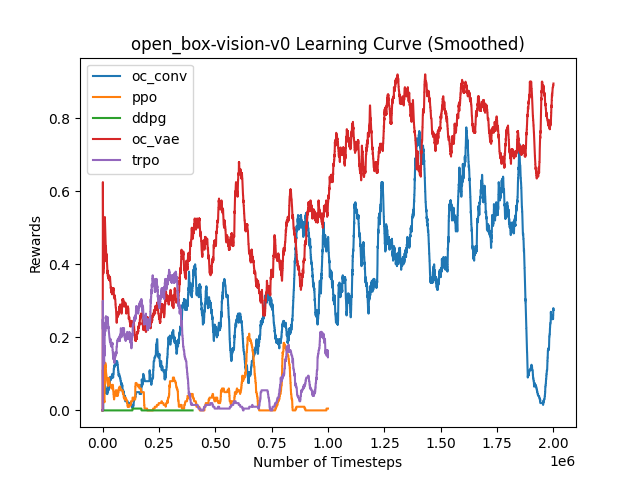 open_box-vision-v0 Learning Curve (Smoothed)
oc_conv
ppo
ddpg
oc_vae
trpo
Rewards
0.8
0.6
0.4
0.2
0.0
0.00 0.25 0.50 0.75 1.00 1.25 1.50 1.75 2.00
1e6
Number of Timesteps